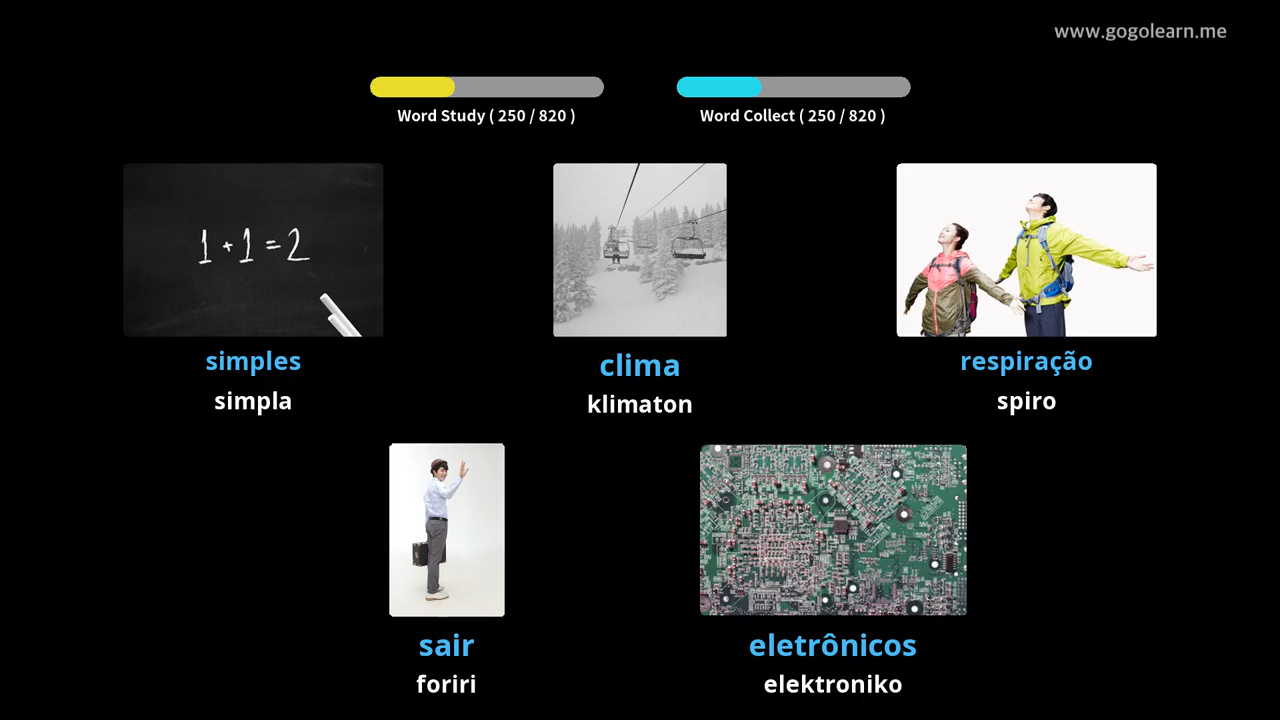 www.gogolearn.me
Word Study ( 250 / 820 )
Word Collect ( 250 / 820 )
1 + 1 = 2
simples
simpla
clima
klimaton
respiração
spiro
sair
foriri
eletrônicos
elektroniko